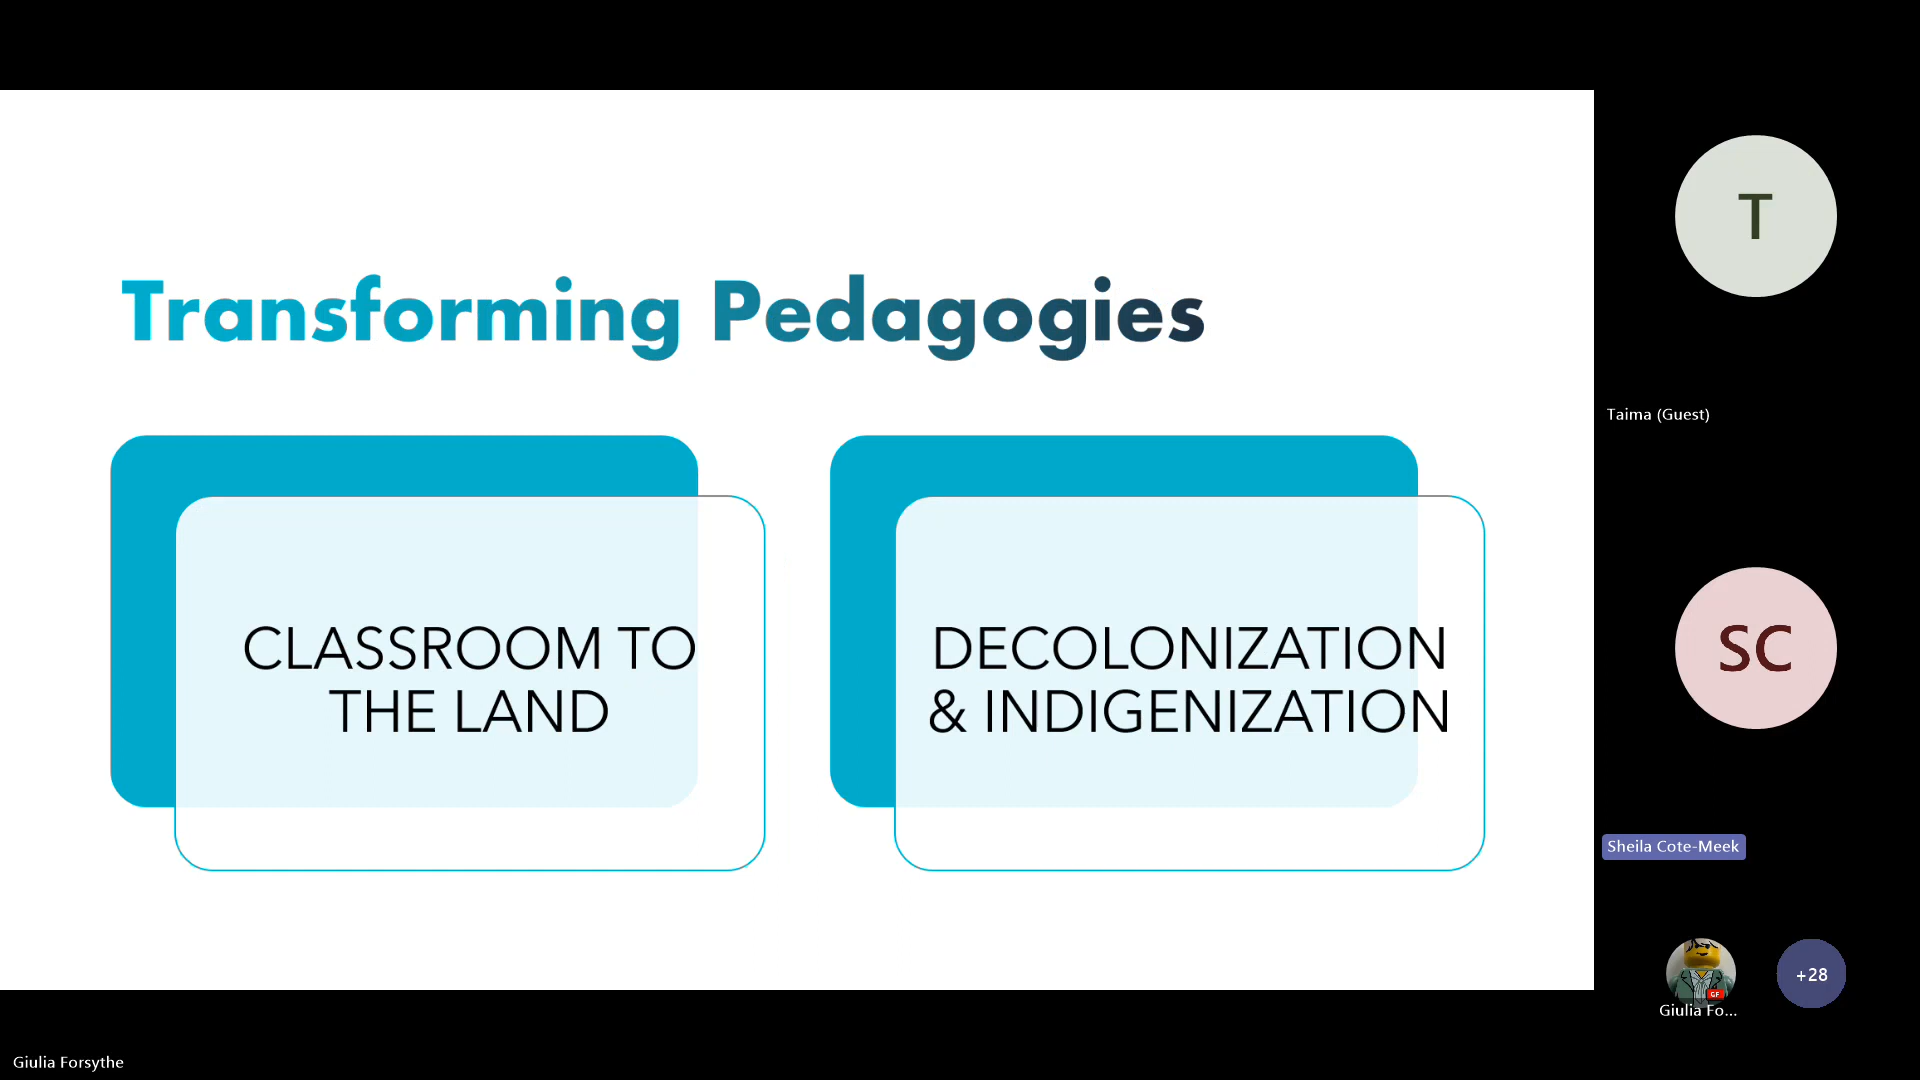 Transforming Pedagogies
CLASSROOM TO
THE LAND
DECOLONIZATION
& INDIGENIZATION
T
Taima (Guest)
SC
Sheila Cote-Meek
GF
Giulia Fo...
+28
Giulia Forsythe